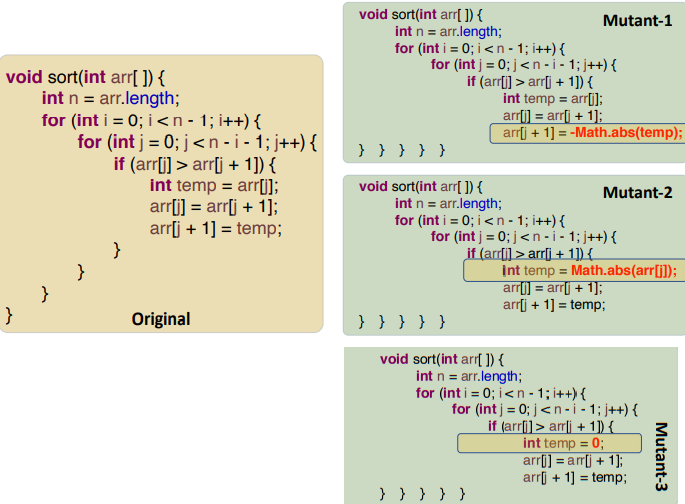 void sort(int arr[ ]) {
int n = arr.length;
for (int i = 0; i < n - 1; i++) {
for (int j = 0; j < n - i - 1; j++) {
if (arr[j] > arr[j + 1]) {
int temp = arr[j];
arr[j] = arr[j + 1];
arr[j + 1] = temp;
}
}
}
}
Original
void sort(int arr[ ]) {
Mutant-1
int n = arr.length;
for (int i = 0; i < n - 1; i++) {
for (int j = 0; j < n - i - 1; j++) {
if (arr[j] > arr[j + 1]) {
int temp = arr[j];
arr[j] = arr[j + 1];
arr[j + 1] = -Math.abs(temp);
} } } } }
void sort(int arr[ ]) {
Mutant-2
int n = arr.length;
for (int i = 0; i < n - 1; i++) {
for (int j = 0; j < n - i - 1; j++) {
if (arr[j] > arr[j + 1]) {
int temp = Math.abs(arr[j]);
arr[j] = arr[j + 1];
arr[j + 1] = temp;
} } } } }
void sort(int arr[ ]) {
int n = arr.length;
for (int i = 0; i < n - 1; i++) {
for (int j = 0; j < n - i - 1; j++) {
if (arr[j] > arr[j + 1]) {
int temp = 0;
arr[j] = arr[j + 1];
arr[j + 1] = temp;
} } } } }
Mutant-3